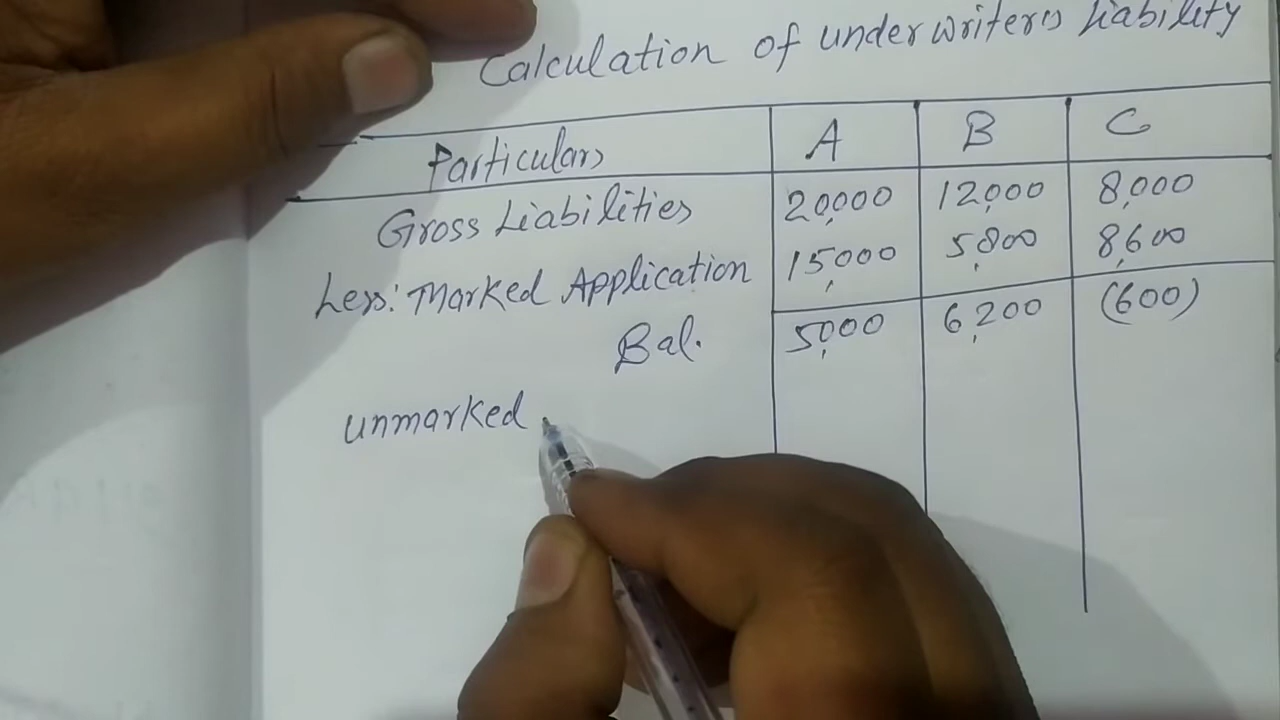 Calculation of underwriter's liability
Particulars A B C
Gross Liabilities 20,000 12,000 8,000
Less: Marked Application 15,000 5,800 8,600
Bal. 5,000 6,200 (600)
unmarked